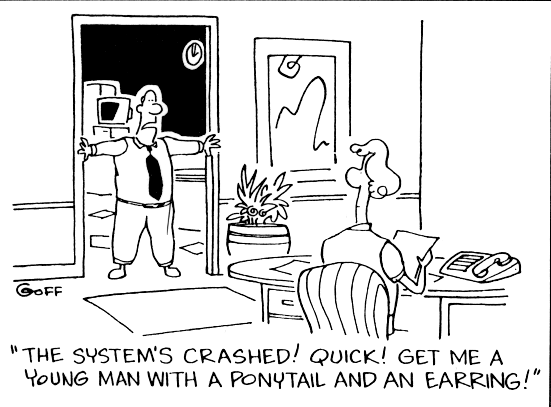 GOFF
"THE SYSTEM'S CRASHED! QUICK! GET ME A
YOUNG MAN WITH A PONYTAIL AND AN EARRING!"